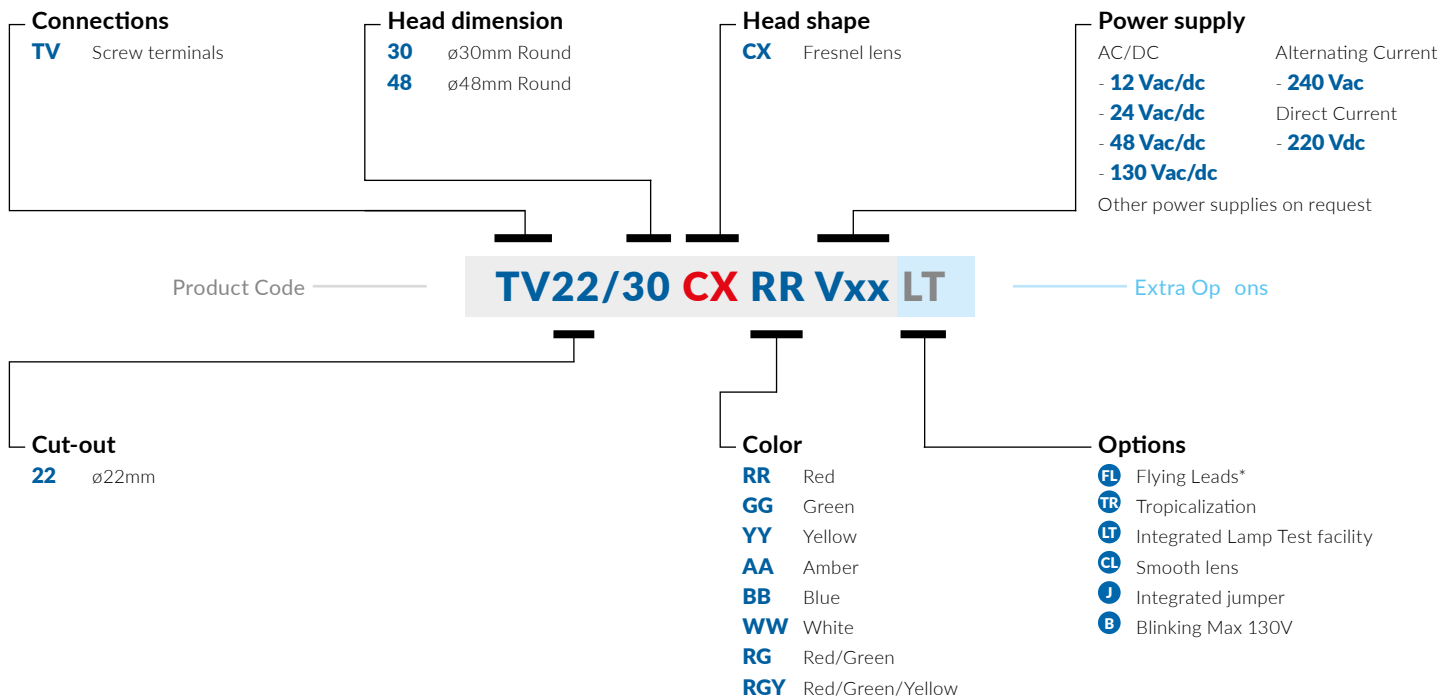 Connections
TV Screw terminals
Head dimension
30 ø30mm Round
48 ø48mm Round
Head shape
CX Fresnel lens
Power supply
AC/DC
- 12 Vac/dc
- 24 Vac/dc
- 48 Vac/dc
- 130 Vac/dc
Alternating Current
- 240 Vac
Direct Current
- 220 Vdc
Other power supplies on request
Product Code
TV22/30 CX RR Vxx LT
Extra Op ons
Cut-out
22 ø22mm
Color
RR Red
GG Green
YY Yellow
AA Amber
BB Blue
WW White
RG Red/Green
RGY Red/Green/Yellow
Options
FL Flying Leads*
TR Tropicalization
LT Integrated Lamp Test facility
CL Smooth lens
J Integrated jumper
B Blinking Max 130V